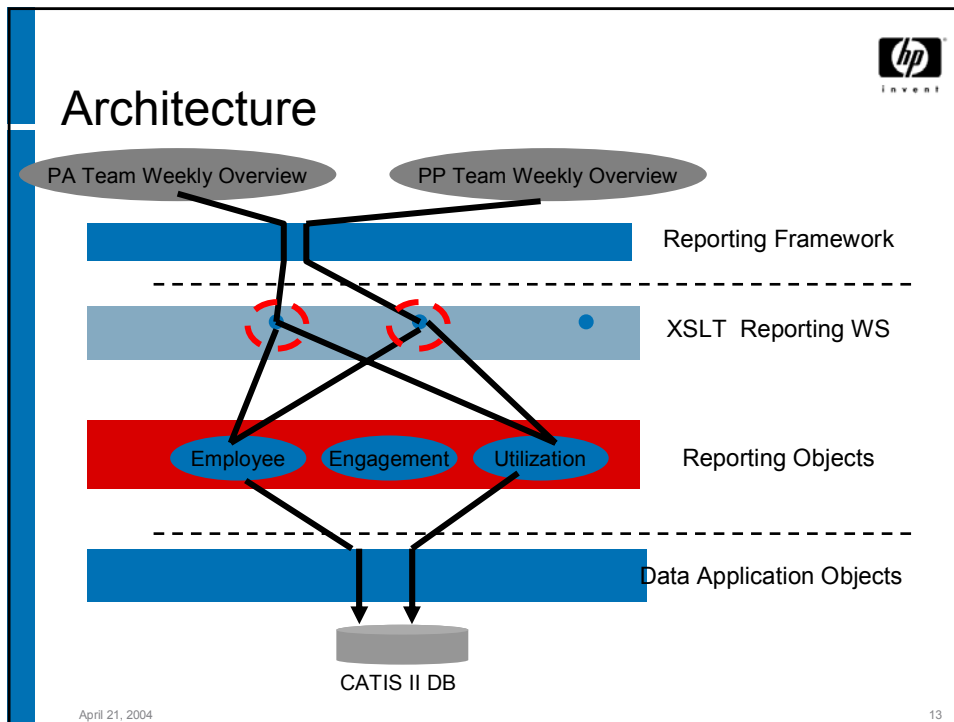 hp
invent
Architecture
PA Team Weekly Overview
PP Team Weekly Overview
Reporting Framework
XSLT Reporting WS
Employee
Engagement
Utilization
Reporting Objects
Data Application Objects
CATIS II DB
April 21, 2004
13